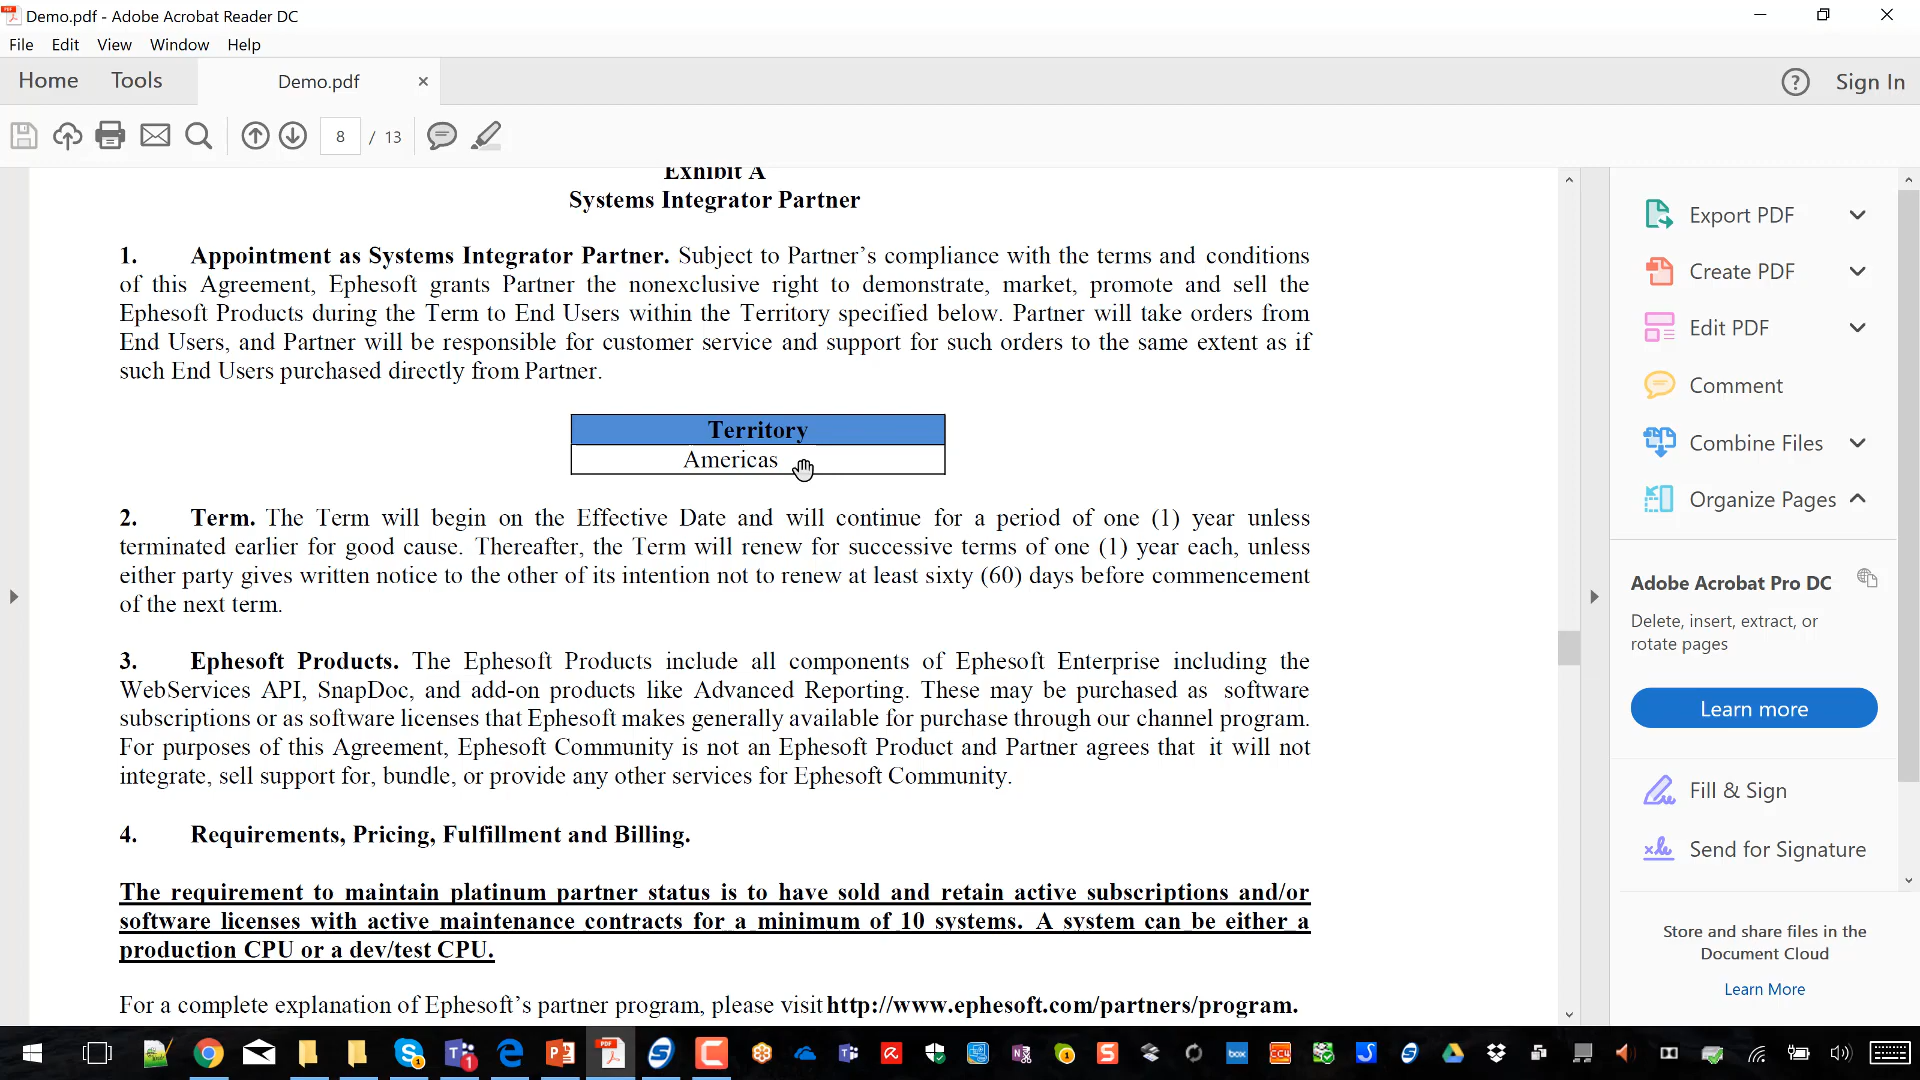 Demo.pdf - Adobe Acrobat Reader DC
File Edit View Window Help
Home Tools Demo.pdf
? Sign In
8 / 13
Exhibit A
Systems Integrator Partner
1. Appointment as Systems Integrator Partner. Subject to Partner’s compliance with the terms and conditions
of this Agreement, Ephesoft grants Partner the nonexclusive right to demonstrate, market, promote and sell the
Ephesoft Products during the Term to End Users within the Territory specified below. Partner will take orders from
End Users, and Partner will be responsible for customer service and support for such orders to the same extent as if
such End Users purchased directly from Partner.
Territory
Americas
2. Term. The Term will begin on the Effective Date and will continue for a period of one (1) year unless
terminated earlier for good cause. Thereafter, the Term will renew for successive terms of one (1) year each, unless
either party gives written notice to the other of its intention not to renew at least sixty (60) days before commencement
of the next term.
3. Ephesoft Products. The Ephesoft Products include all components of Ephesoft Enterprise including the
WebServices API, SnapDoc, and add-on products like Advanced Reporting. These may be purchased as software
subscriptions or as software licenses that Ephesoft makes generally available for purchase through our channel program.
For purposes of this Agreement, Ephesoft Community is not an Ephesoft Product and Partner agrees that it will not
integrate, sell support for, bundle, or provide any other services for Ephesoft Community.
4. Requirements, Pricing, Fulfillment and Billing.
The requirement to maintain platinum partner status is to have sold and retain active subscriptions and/or
software licenses with active maintenance contracts for a minimum of 10 systems. A system can be either a
production CPU or a dev/test CPU.
For a complete explanation of Ephesoft’s partner program, please visit http://www.ephesoft.com/partners/program.
Export PDF
Create PDF
Edit PDF
Comment
Combine Files
Organize Pages
Adobe Acrobat Pro DC
Delete, insert, extract, or
rotate pages
Learn more
Fill & Sign
Send for Signature
Store and share files in the
Document Cloud
Learn More